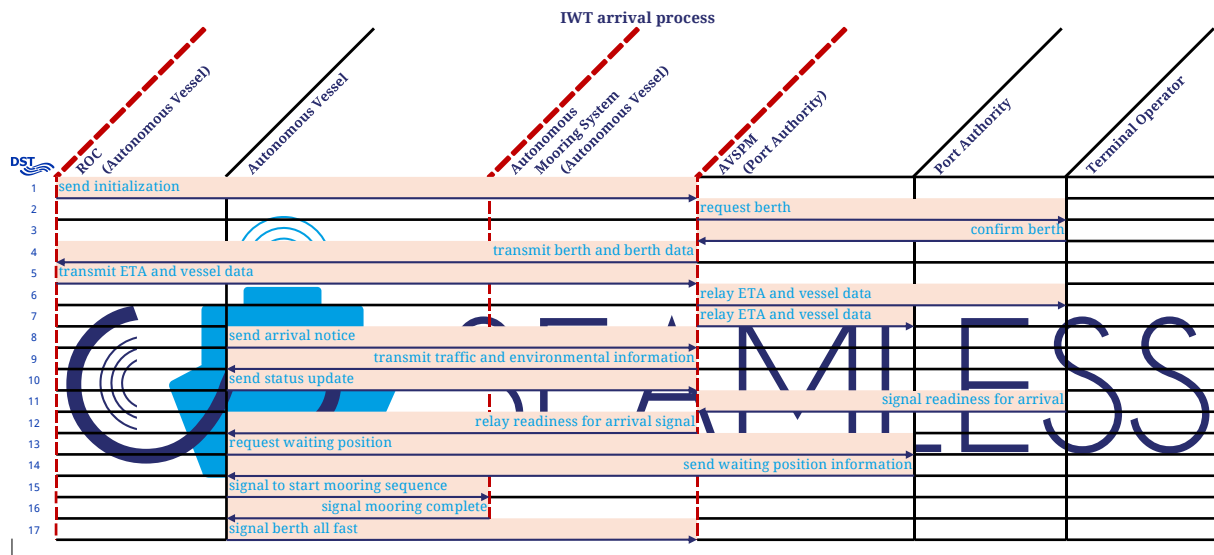 IWT arrival process
ROC
(Autonomous Vessel)
Autonomous Vessel
Autonomous
Mooring System
(Autonomous Vessel)
AVSPM
(Port Authority)
Port Authority
Terminal Operator
DST
1 send initialization
2 request berth
3 confirm berth
4 transmit berth and berth data
5 transmit ETA and vessel data
6 relay ETA and vessel data
7 relay ETA and vessel data
8 send arrival notice
9 transmit traffic and environmental information
10 send status update
11 signal readiness for arrival
12 relay readiness for arrival signal
13 request waiting position
14 send waiting position information
15 signal to start mooring sequence
16 signal mooring complete
17 signal berth all fast
SEAMLESS